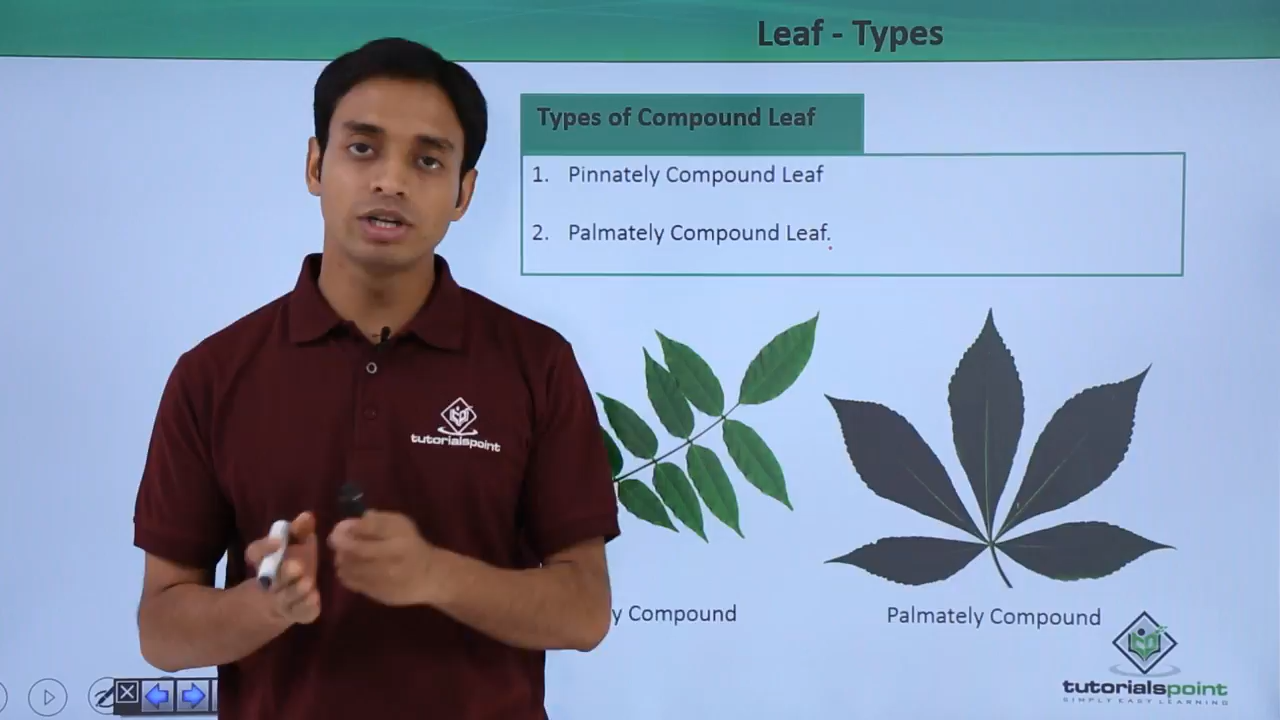 Leaf - Types
Types of Compound Leaf
1. Pinnately Compound Leaf
2. Palmately Compound Leaf.
tutorialspoint
y Compound
Palmately Compound
tutorialspoint
SIMPLY EASY LEARNING